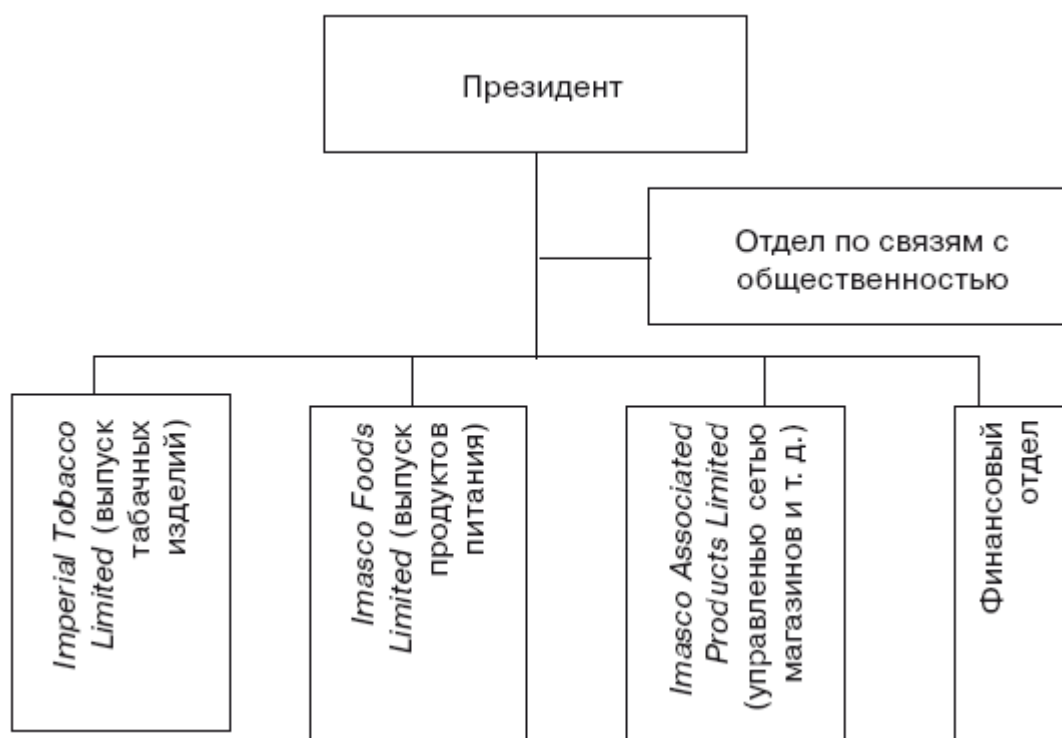 Президент
Отдел по связям с
общественностью
Imperial Tobacco
Limited (выпуск
табачных
изделий)
Imasco Foods
Limited (выпуск
продуктов
питания)
Imasco Associated
Products Limited
(управленью сетью
магазинов и т. д.)
Финансовый
отдел